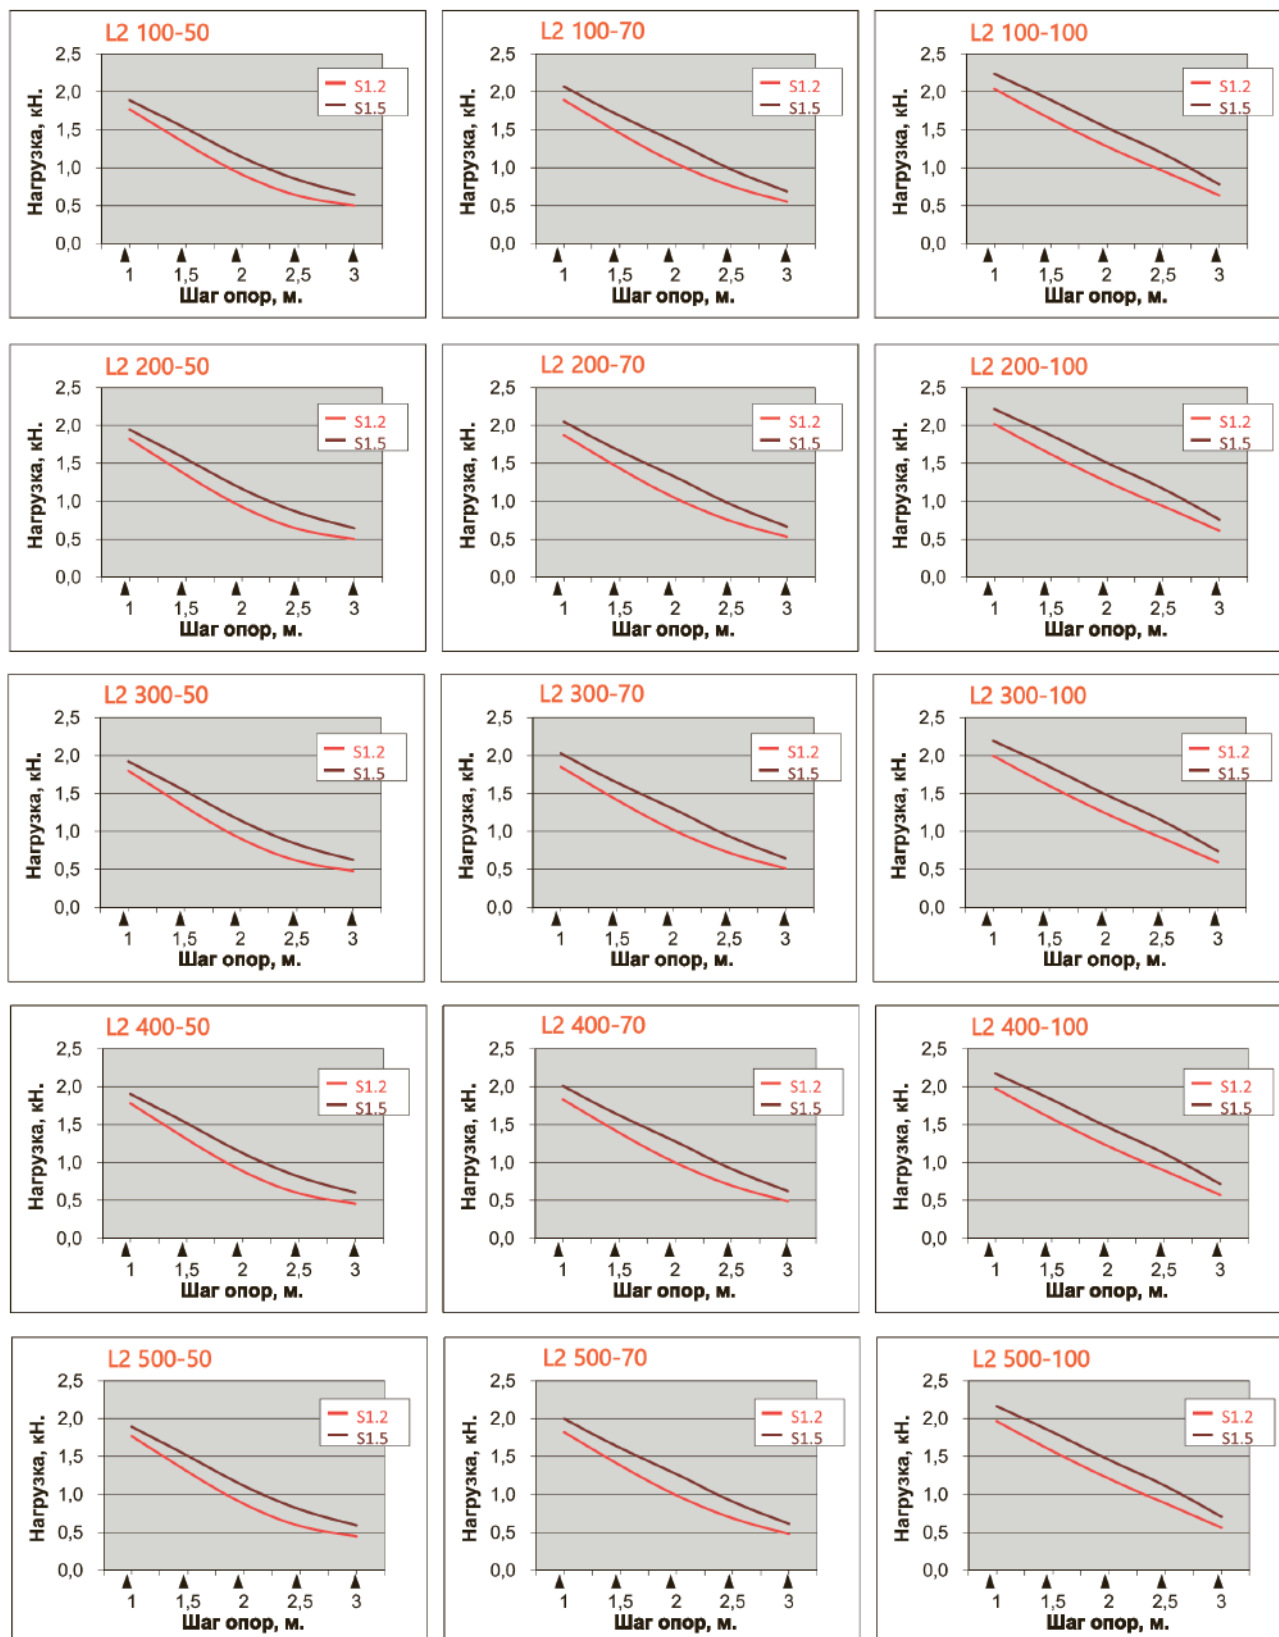 L2 100-50
Нагрузка, кН.
2,5
2,0
1,5
1,0
0,5
0,0
S1.2
S1.5
1 1,5 2 2,5 3
Шаг опор, м.
L2 100-70
Нагрузка, кН.
2,5
2,0
1,5
1,0
0,5
0,0
S1.2
S1.5
1 1,5 2 2,5 3
Шаг опор, м.
L2 100-100
Нагрузка, кН.
2,5
2,0
1,5
1,0
0,5
0,0
S1.2
S1.5
1 1,5 2 2,5 3
Шаг опор, м.
L2 200-50
Нагрузка, кН.
2,5
2,0
1,5
1,0
0,5
0,0
S1.2
S1.5
1 1,5 2 2,5 3
Шаг опор, м.
L2 200-70
Нагрузка, кН.
2,5
2,0
1,5
1,0
0,5
0,0
S1.2
S1.5
1 1,5 2 2,5 3
Шаг опор, м.
L2 200-100
Нагрузка, кН.
2,5
2,0
1,5
1,0
0,5
0,0
S1.2
S1.5
1 1,5 2 2,5 3
Шаг опор, м.
L2 300-50
Нагрузка, кН.
2,5
2,0
1,5
1,0
0,5
0,0
S1.2
S1.5
1 1,5 2 2,5 3
Шаг опор, м.
L2 300-70
Нагрузка, кН.
2,5
2,0
1,5
1,0
0,5
0,0
S1.2
S1.5
1 1,5 2 2,5 3
Шаг опор, м.
L2 300-100
Нагрузка, кН.
2,5
2,0
1,5
1,0
0,5
0,0
S1.2
S1.5
1 1,5 2 2,5 3
Шаг опор, м.
L2 400-50
Нагрузка, кН.
2,5
2,0
1,5
1,0
0,5
0,0
S1.2
S1.5
1 1,5 2 2,5 3
Шаг опор, м.
L2 400-70
Нагрузка, кН.
2,5
2,0
1,5
1,0
0,5
0,0
S1.2
S1.5
1 1,5 2 2,5 3
Шаг опор, м.
L2 400-100
Нагрузка, кН.
2,5
2,0
1,5
1,0
0,5
0,0
S1.2
S1.5
1 1,5 2 2,5 3
Шаг опор, м.
L2 500-50
Нагрузка, кН.
2,5
2,0
1,5
1,0
0,5
0,0
S1.2
S1.5
1 1,5 2 2,5 3
Шаг опор, м.
L2 500-70
Нагрузка, кН.
2,5
2,0
1,5
1,0
0,5
0,0
S1.2
S1.5
1 1,5 2 2,5 3
Шаг опор, м.
L2 500-100
Нагрузка, кН.
2,5
2,0
1,5
1,0
0,5
0,0
S1.2
S1.5
1 1,5 2 2,5 3
Шаг опор, м.